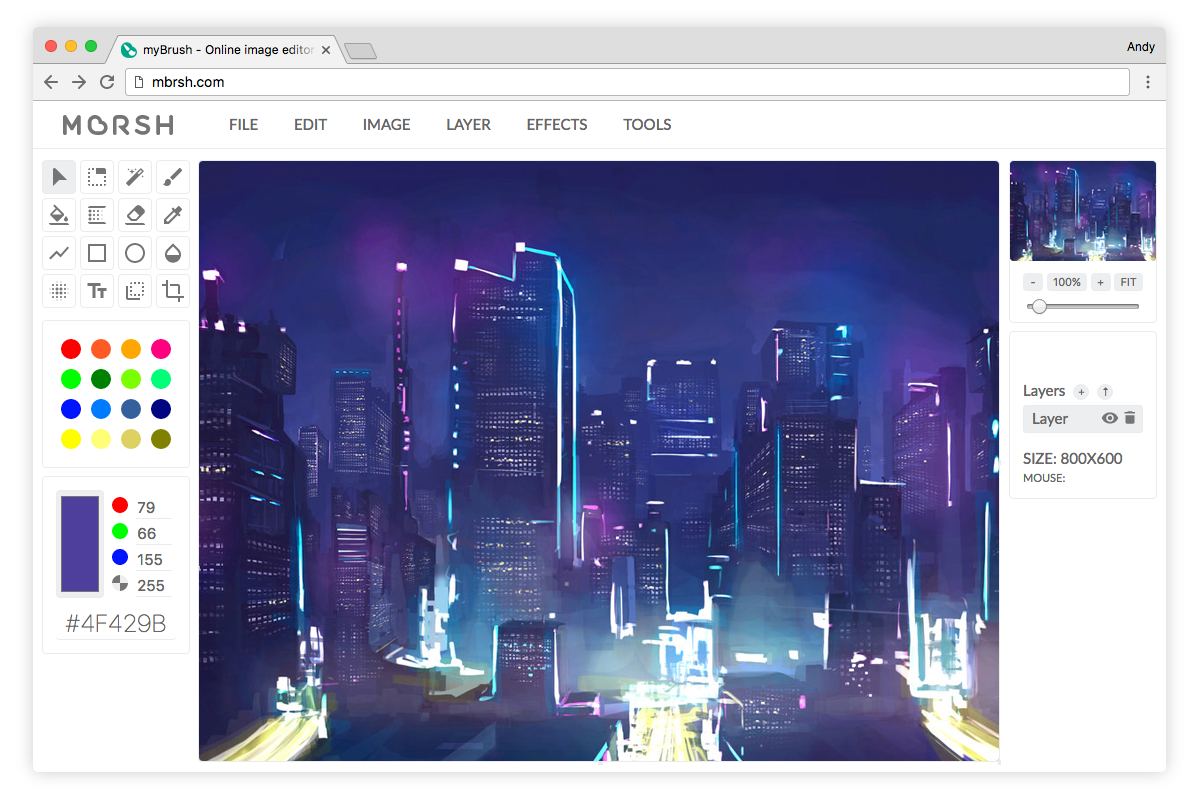 myBrush - Online image editor
Andy
mbrsh.com
MBRSH
FILE EDIT IMAGE LAYER EFFECTS TOOLS
Tt
- 100% + FIT
79
66
155
255
#4F429B
Layers + ↑
Layer
SIZE: 800X600
MOUSE: